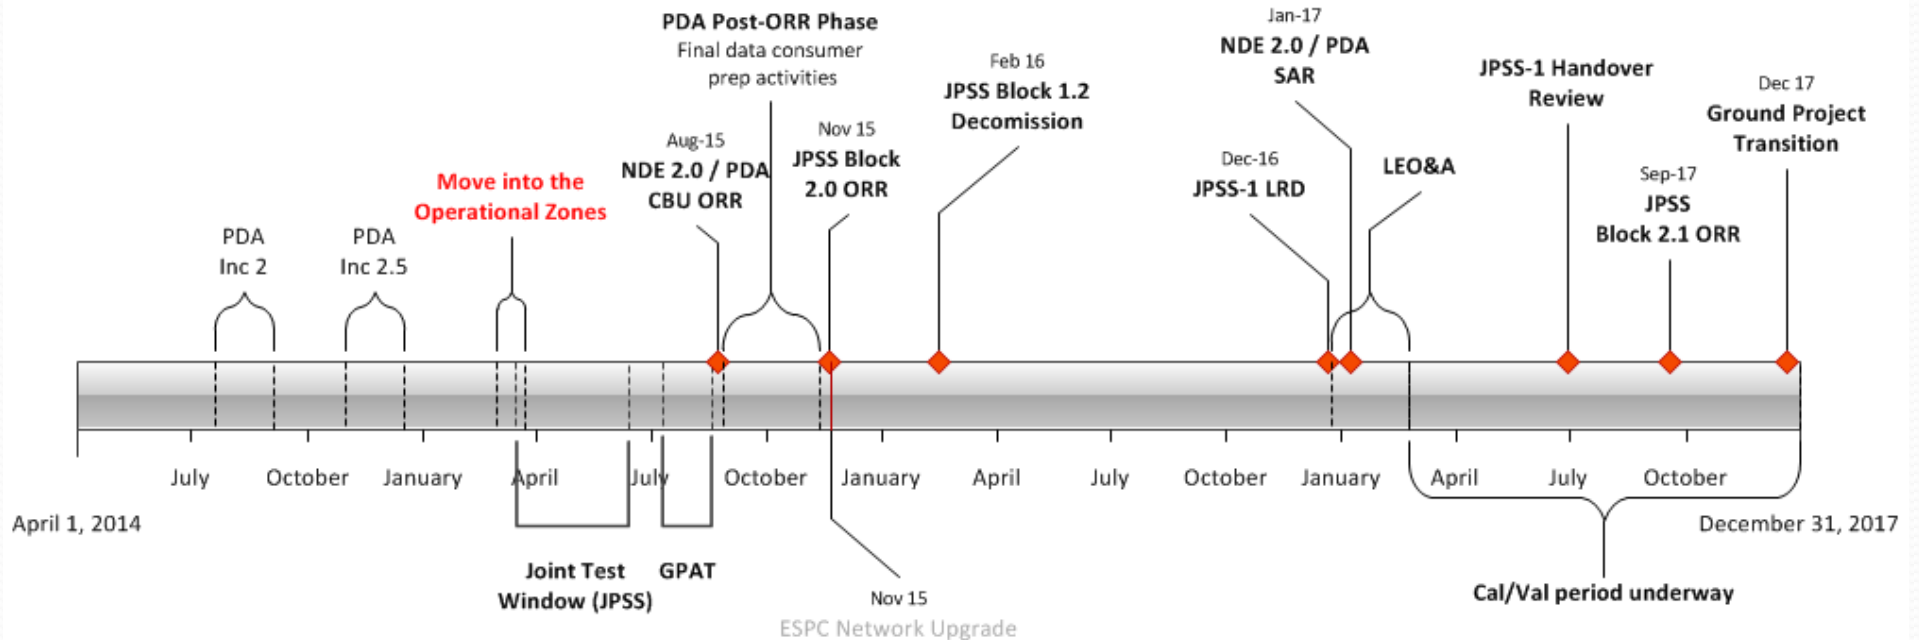 PDA Post-ORR Phase
Final data consumer
prep activities
Jan-17
NDE 2.0 / PDA
SAR
Feb 16
JPSS Block 1.2
Decomission
JPSS-1 Handover
Review
Dec 17
Ground Project
Transition
Aug-15
NDE 2.0 / PDA
CBU ORR
Nov 15
JPSS Block
2.0 ORR
Move into the
Operational Zones
Dec-16
JPSS-1 LRD
LEO&A
Sep-17
JPSS
Block 2.1 ORR
PDA
Inc 2
PDA
Inc 2.5
July
October
January
April
July
October
January
April
July
October
January
April
July
October
April 1, 2014
December 31, 2017
Joint Test
Window (JPSS)
GPAT
Nov 15
ESPC Network Upgrade
Cal/Val period underway